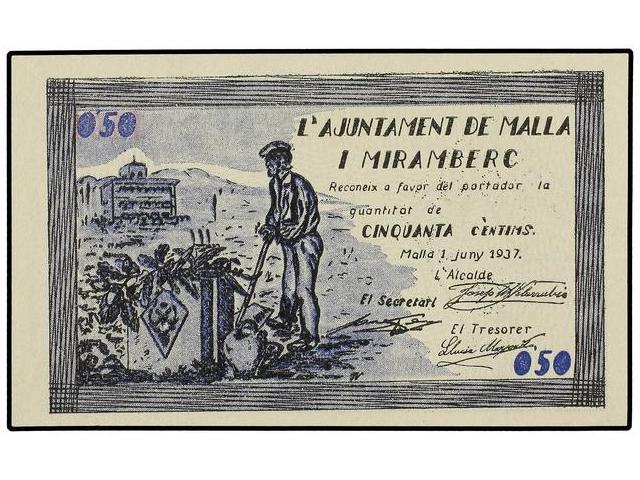 0'50
L'AJUNTAMENT DE MALLA
I MIRAMBERC
Reconeix a favor del portador la
quantitat de
CINQUANTA CÈNTIMS.
Malla 1 juny 1937.
L'Alcalde
El Secretari
El Tresorer
0'50